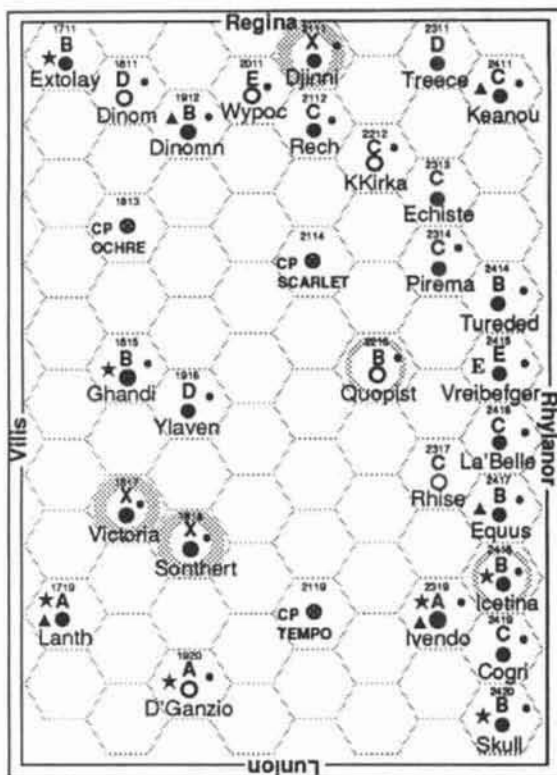 Regina
1711
B
Extolay
1811
D
Dinom
1912
B
Dinomn
2011
E
Wypoc
2111
X
Djinni
2112
C
Rech
2212
C
KKirka
2311
D
Treece
2411
C
Keanou
2313
C
Echiste
1813
CP
OCHRE
2114
CP
SCARLET
2314
C
Pirema
2414
B
Tureded
1815
B
Ghandi
1916
D
Ylaven
2216
B
Quopist
2415
E E
Vreibefger
2416
C
La'Belle
Vilis
Rhylanor
2317
C
Rhise
2417
B
Equus
1817
X
Victoria
1918
X
Sonthert
2418
B
Icetina
1719
A
Lanth
2119
CP
TEMPO
2319
A
Ivendo
2419
C
Cogri
1920
A
D'Ganzio
2420
B
Skull
Lunion